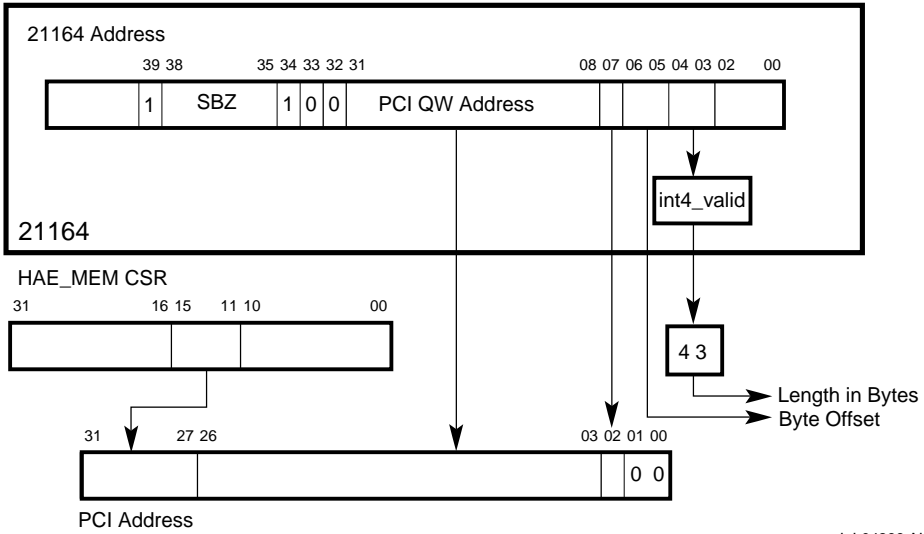 21164 Address
39 38 35 34 33 32 31 08 07 06 05 04 03 02 00
1 SBZ 1 0 0 PCI QW Address
int4_valid
21164
HAE_MEM CSR
31 16 15 11 10 00
4 3
Length in Bytes
Byte Offset
31 27 26 03 02 01 00
0 0
PCI Address